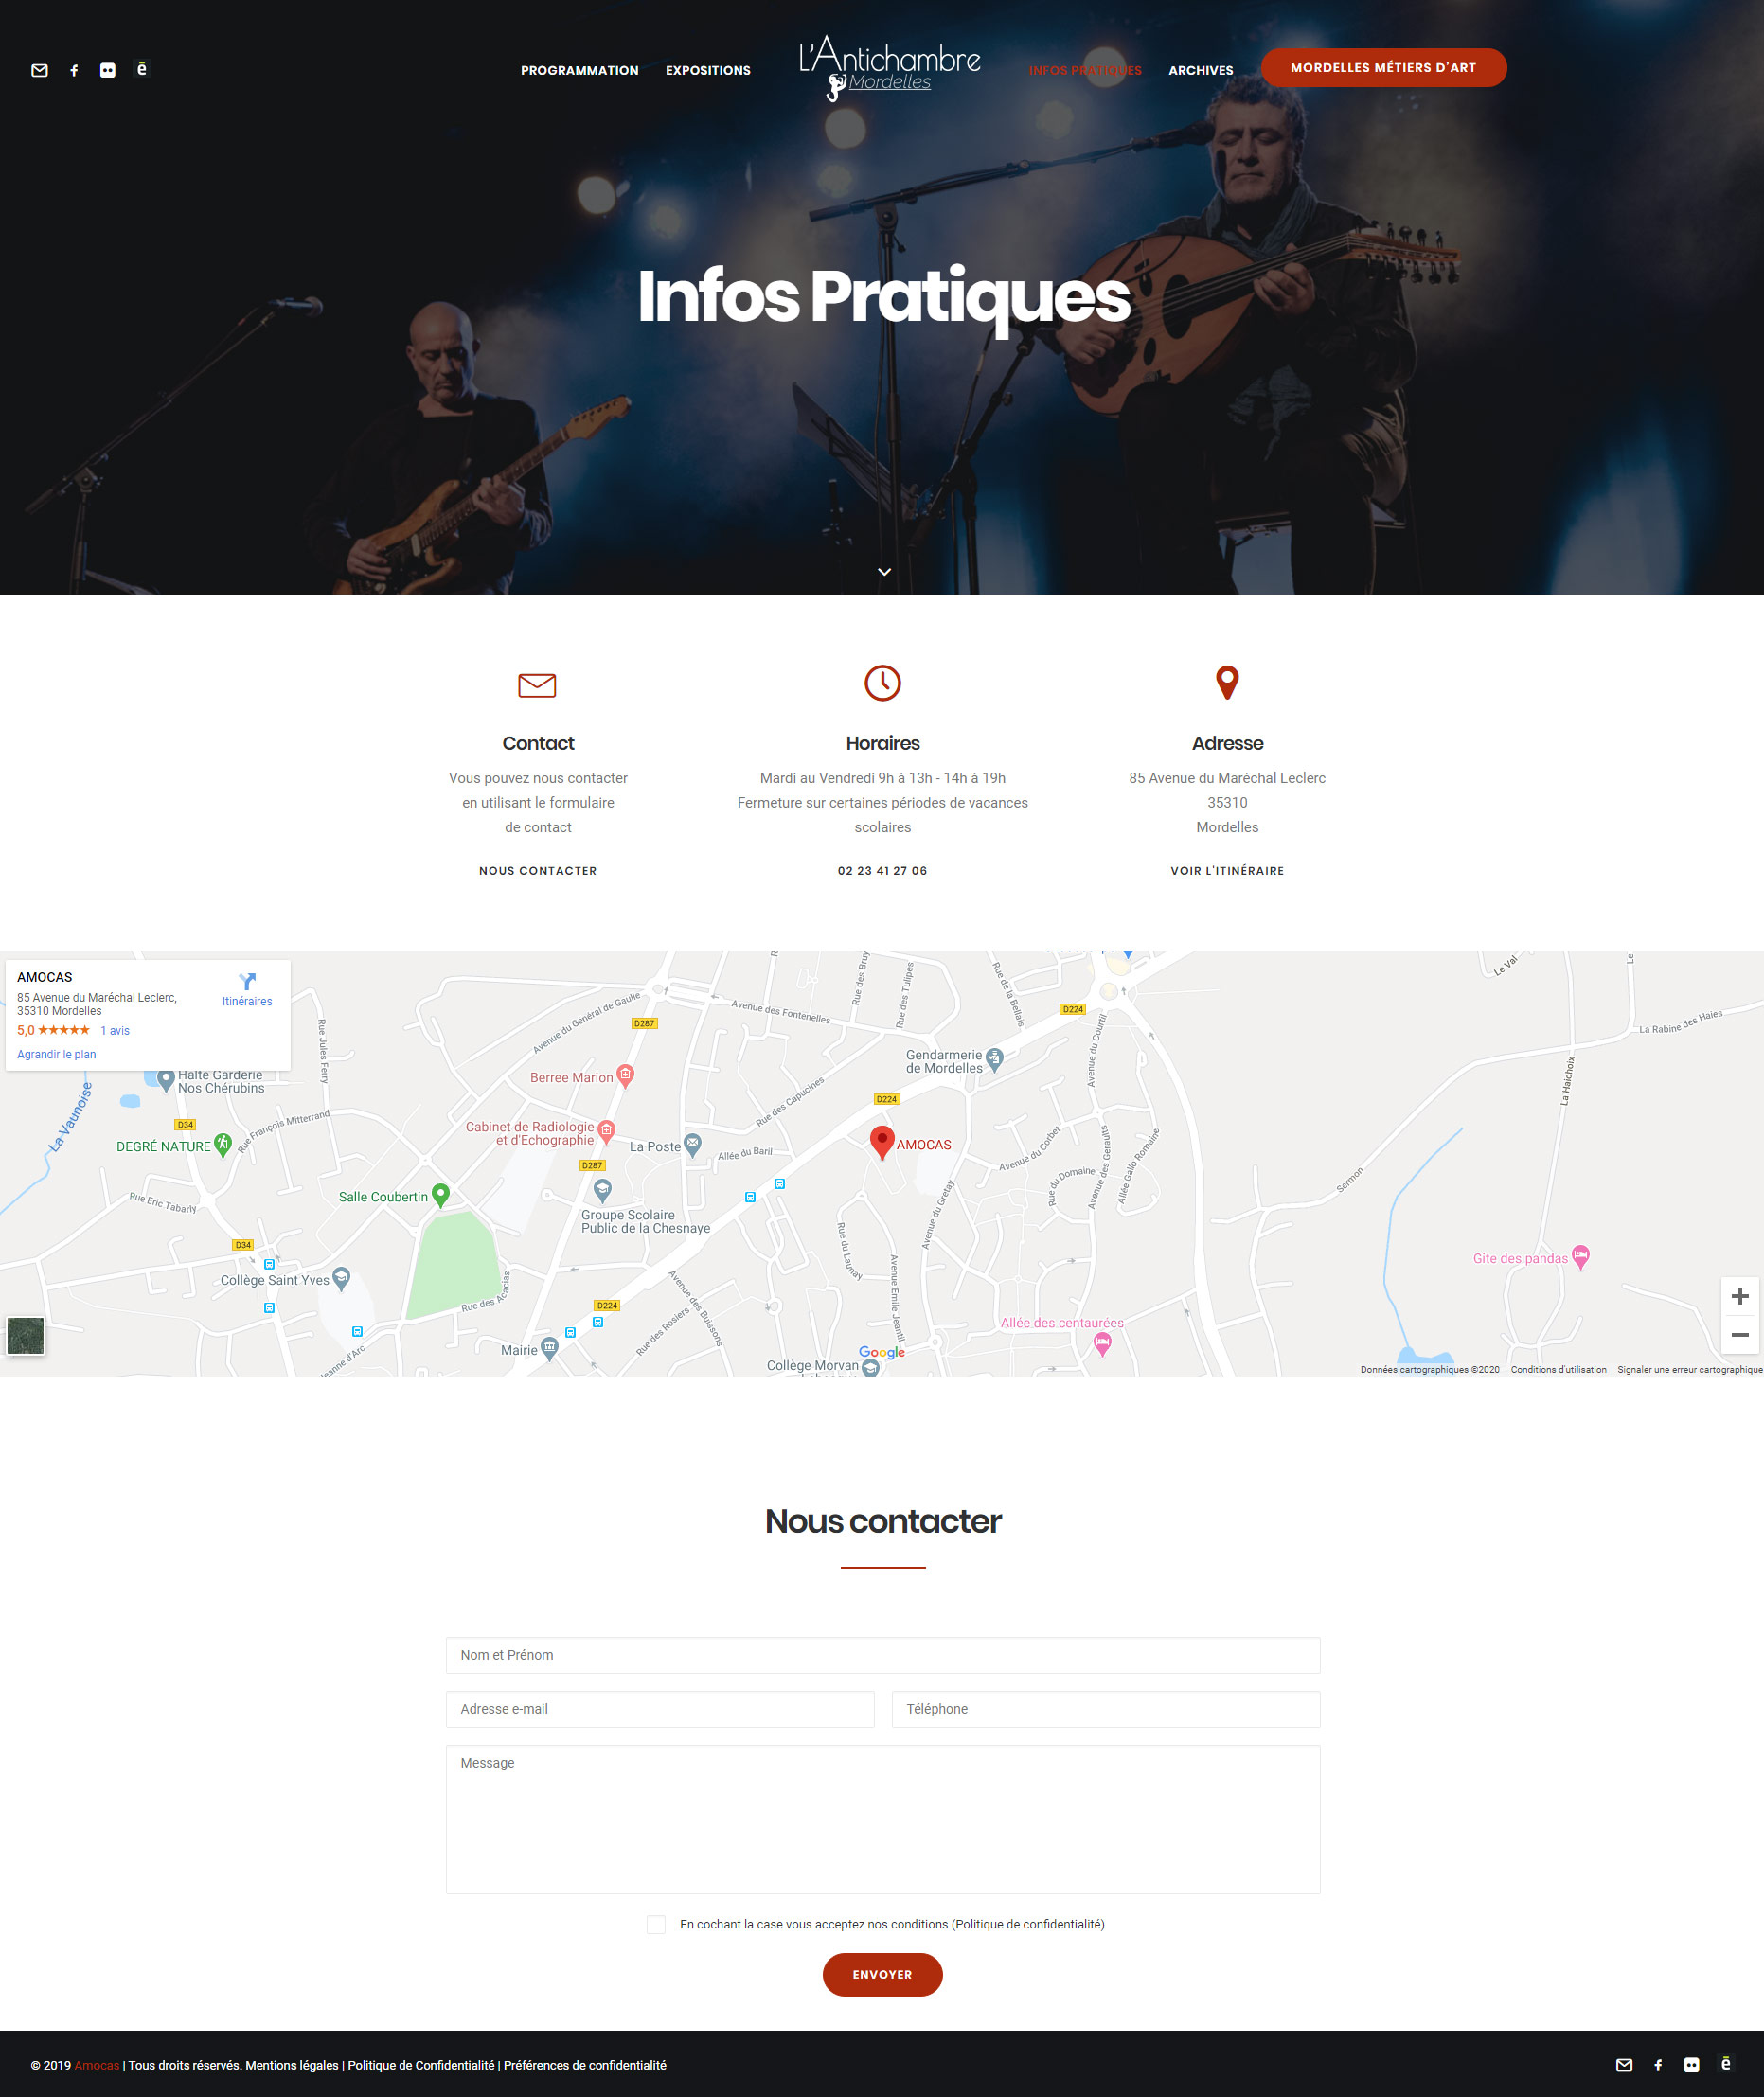 PROGRAMMATION
EXPOSITIONS
L'Antichambre
Mordelles
INFOS PRATIQUES
ARCHIVES
MORDELLES MÉTIERS D'ART
Infos Pratiques
Contact
Vous pouvez nous contacter
en utilisant le formulaire
de contact
NOUS CONTACTER
Horaires
Mardi au Vendredi 9h à 13h - 14h à 19h
Fermeture sur certaines périodes de vacances
scolaires
02 23 41 27 06
Adresse
85 Avenue du Maréchal Leclerc
35310
Mordelles
VOIR L'ITINÉRAIRE
AMOCAS
85 Avenue du Maréchal Leclerc,
35310 Mordelles
5,0 ★★★★★ 1 avis
Agrandir le plan
Itinéraires
Halte Garderie
Nos Chérubins
La Vaunoise
Rue Jules Ferry
Rue François Mitterrand
D34
DEGRÉ NATURE
Rue Eric Tabarly
D34
Salle Coubertin
Collège Saint Yves
Rue des Acacias
Avenue du Général de Gaulle
D287
Avenue des Fontenelles
Rue des Tulipes
Rue de la Bellais
D224
Avenue du Courtil
Le Val
La Rabine des Haies
La Haichoix
Berree Marion
Gendarmerie
de Mordelles
Rue des Capucines
D224
Cabinet de Radiologie
et d'Echographie
La Poste
Allée du Baril
AMOCAS
D287
Avenue du Corbet
Rue du Domaine
Avenue des Genêts
Allée Gallo Romaine
Sermon
Groupe Scolaire
Public de la Chesnaye
Avenue du Gretay
Rue du Launay
Avenue Emile Jeantil
Avenue des Buissons
D224
Rue des Rosiers
Mairie
Collège Morvan
Google
Allée des centaurées
Gite des pandas
Données cartographiques ©2020
Conditions d'utilisation
Signaler une erreur cartographique
Nous contacter
Nom et Prénom
Adresse e-mail
Téléphone
Message
En cochant la case vous acceptez nos conditions (Politique de confidentialité)
ENVOYER
© 2019 Amocas | Tous droits réservés. Mentions légales | Politique de Confidentialité | Préférences de confidentialité